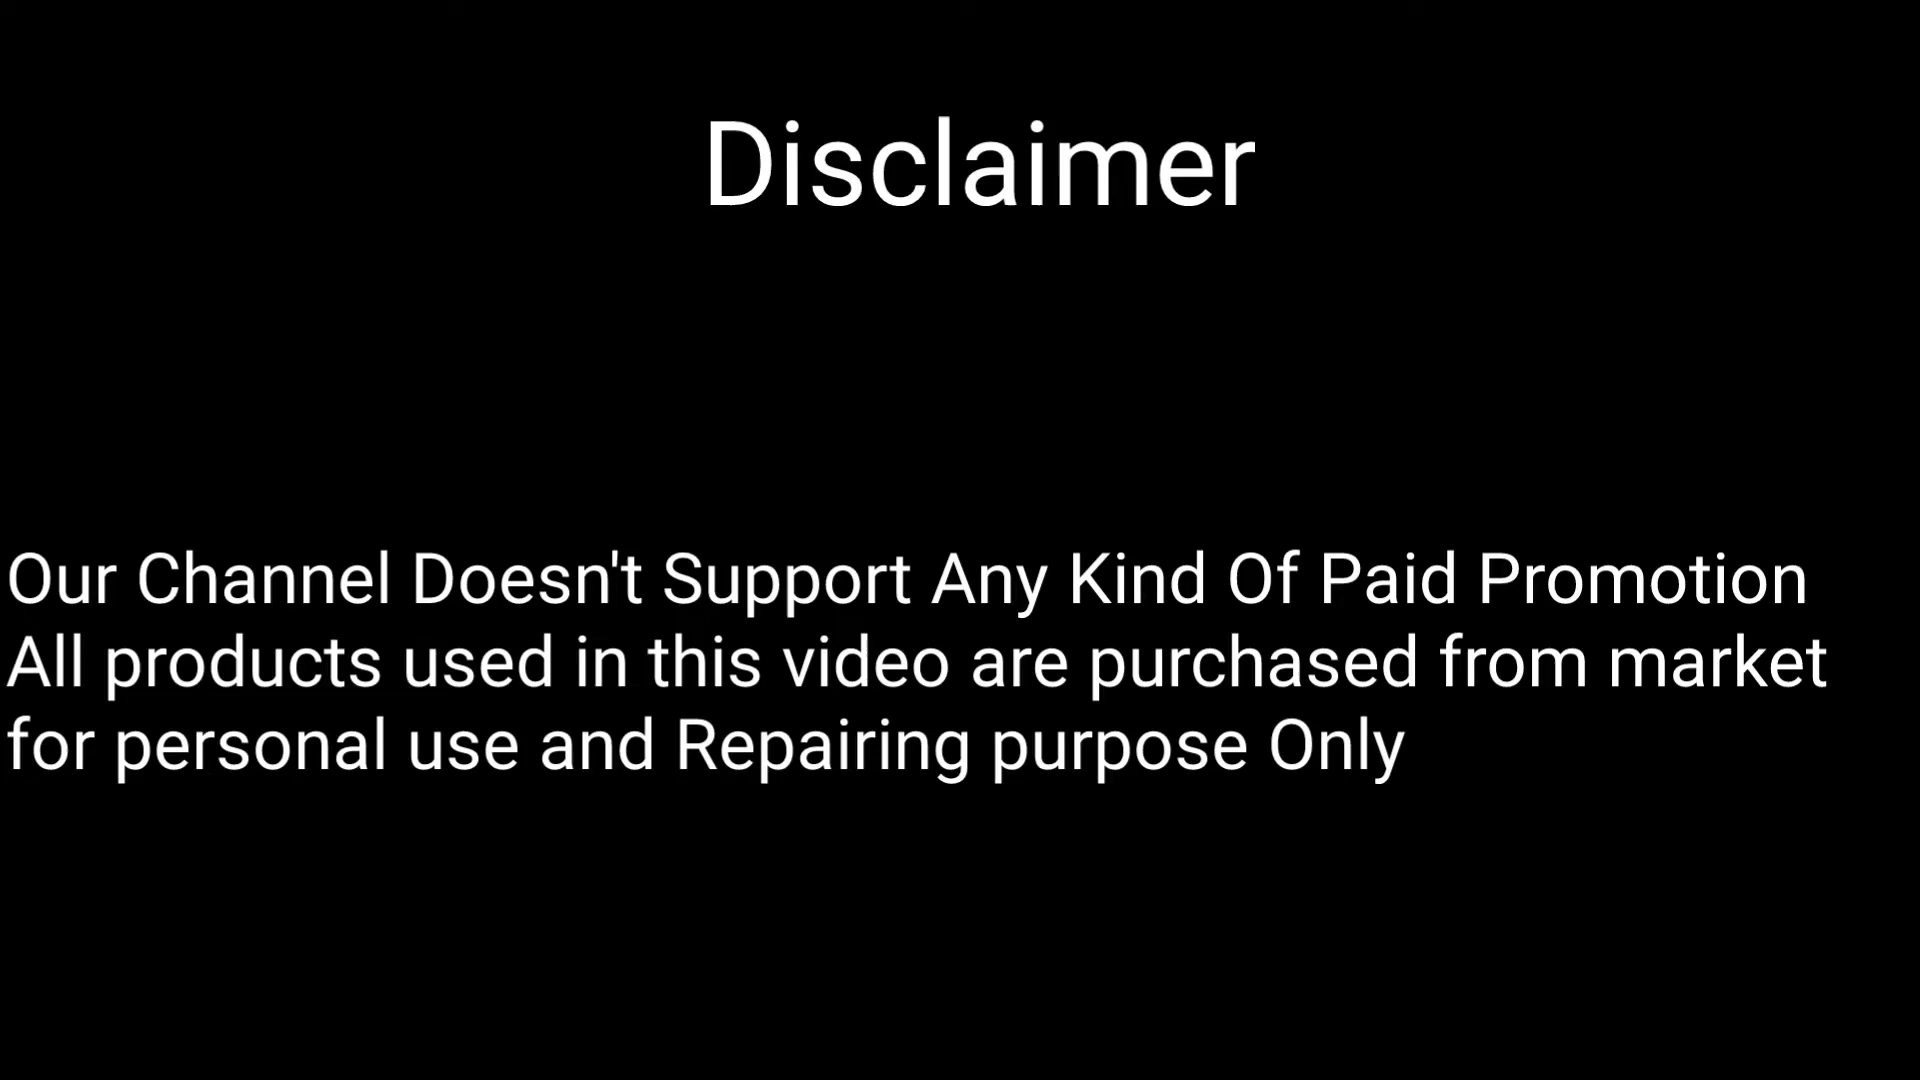 Disclaimer
Our Channel Doesn't Support Any Kind Of Paid Promotion
All products used in this video are purchased from market
for personal use and Repairing purpose Only